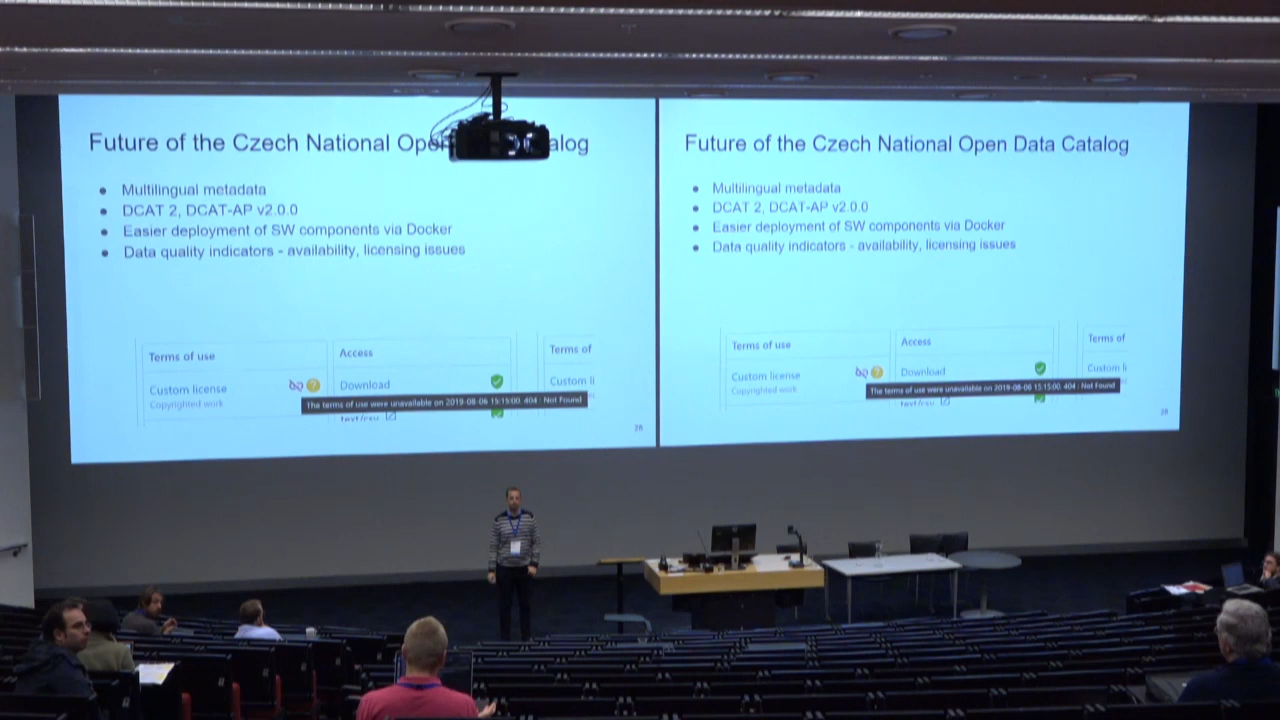 Future of the Czech National Open alog
● Multilingual metadata
● DCAT 2, DCAT-AP v2.0.0
● Easier deployment of SW components via Docker
● Data quality indicators - availability, licensing issues
Terms of use
Access
Terms of
Custom license
Download
Custom li
Copyrighted work
The terms of use were unavailable on 2019-08-06 15:15:00. 404 : Not Found
text/csv
28
Future of the Czech National Open Data Catalog
● Multilingual metadata
● DCAT 2, DCAT-AP v2.0.0
● Easier deployment of SW components via Docker
● Data quality indicators - availability, licensing issues
Terms of use
Access
Terms of
Custom license
Download
Custom li
Copyrighted work
The terms of use were unavailable on 2019-08-06 15:15:00. 404 : Not Found
text/csv
28